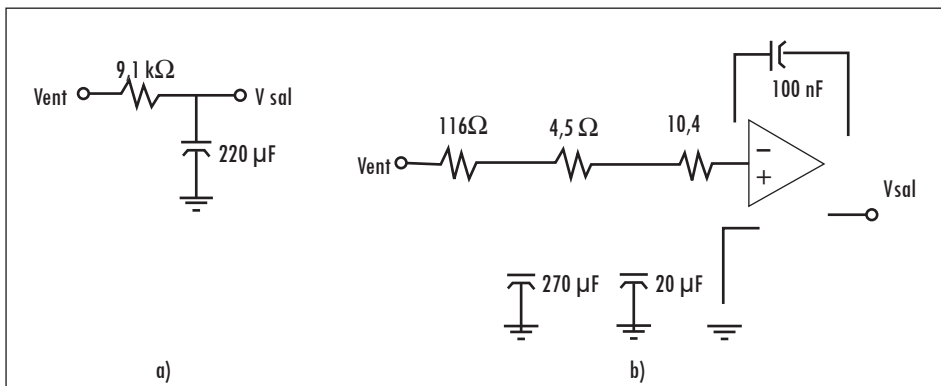 9,1 kΩ
Vent
V sal
220 µF
a)
100 nF
116Ω
4,5 Ω
10,4
Vent
−
+
Vsal
270 µF
20 µF
b)